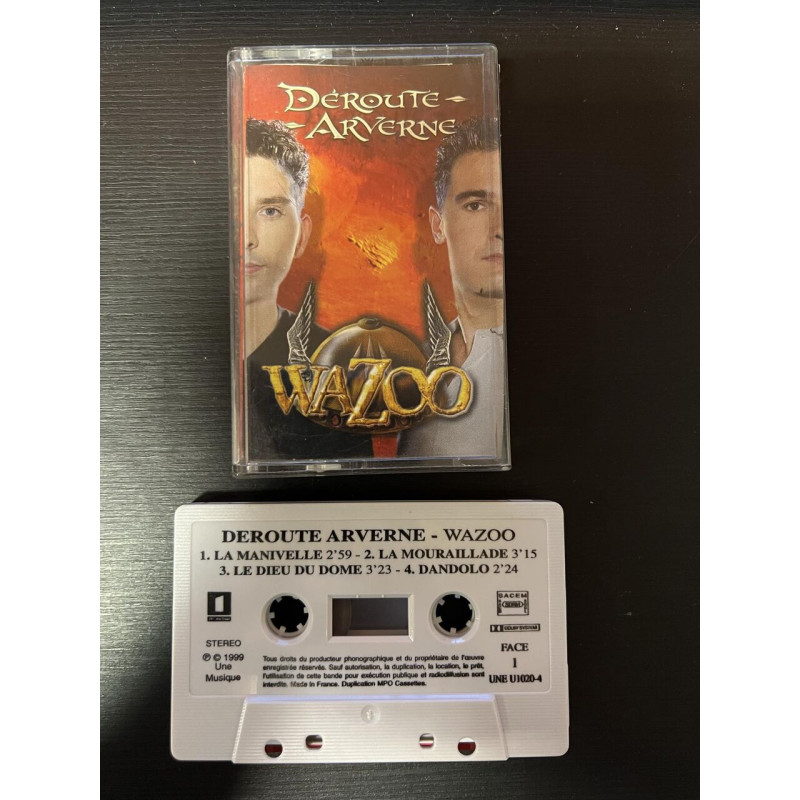 DÉROUTE
ARVERNE
WAZOO
DEROUTE ARVERNE - WAZOO
1. LA MANIVELLE 2'59 - 2. LA MOURAILLADE 3'15
3. LE DIEU DU DOME 3'23 - 4. DANDOLO 2'24
1
STEREO
℗ © 1999
Une
Musique
SACEM
DOLBY SYSTEM
FACE
1
UNE U1020-4
Tous droits du producteur phonographique et du propriétaire de l'œuvre
enregistrée réservés. Sauf autorisation, la duplication, la location, le prêt,
l'utilisation de cette bande pour exécution publique et radiodiffusion sont
interdits. Made in France. Duplication MPO Cassettes.